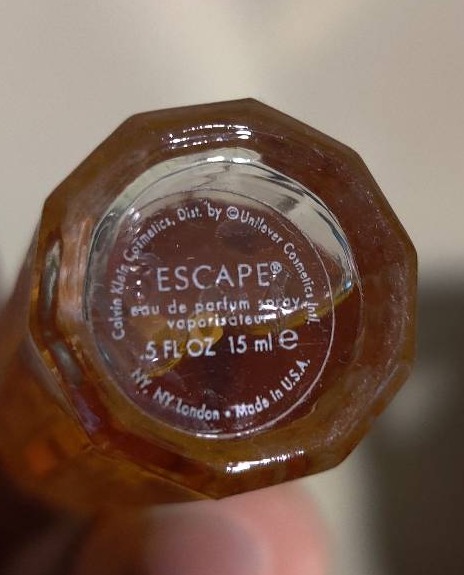 Calvin Klein Cosmetics, Dist. by © Unilever Cosmetics Intl.
ESCAPE®
eau de parfum spray
vaporisateur
.5 FL OZ 15 ml e
NY, NY London • Made in U.S.A.